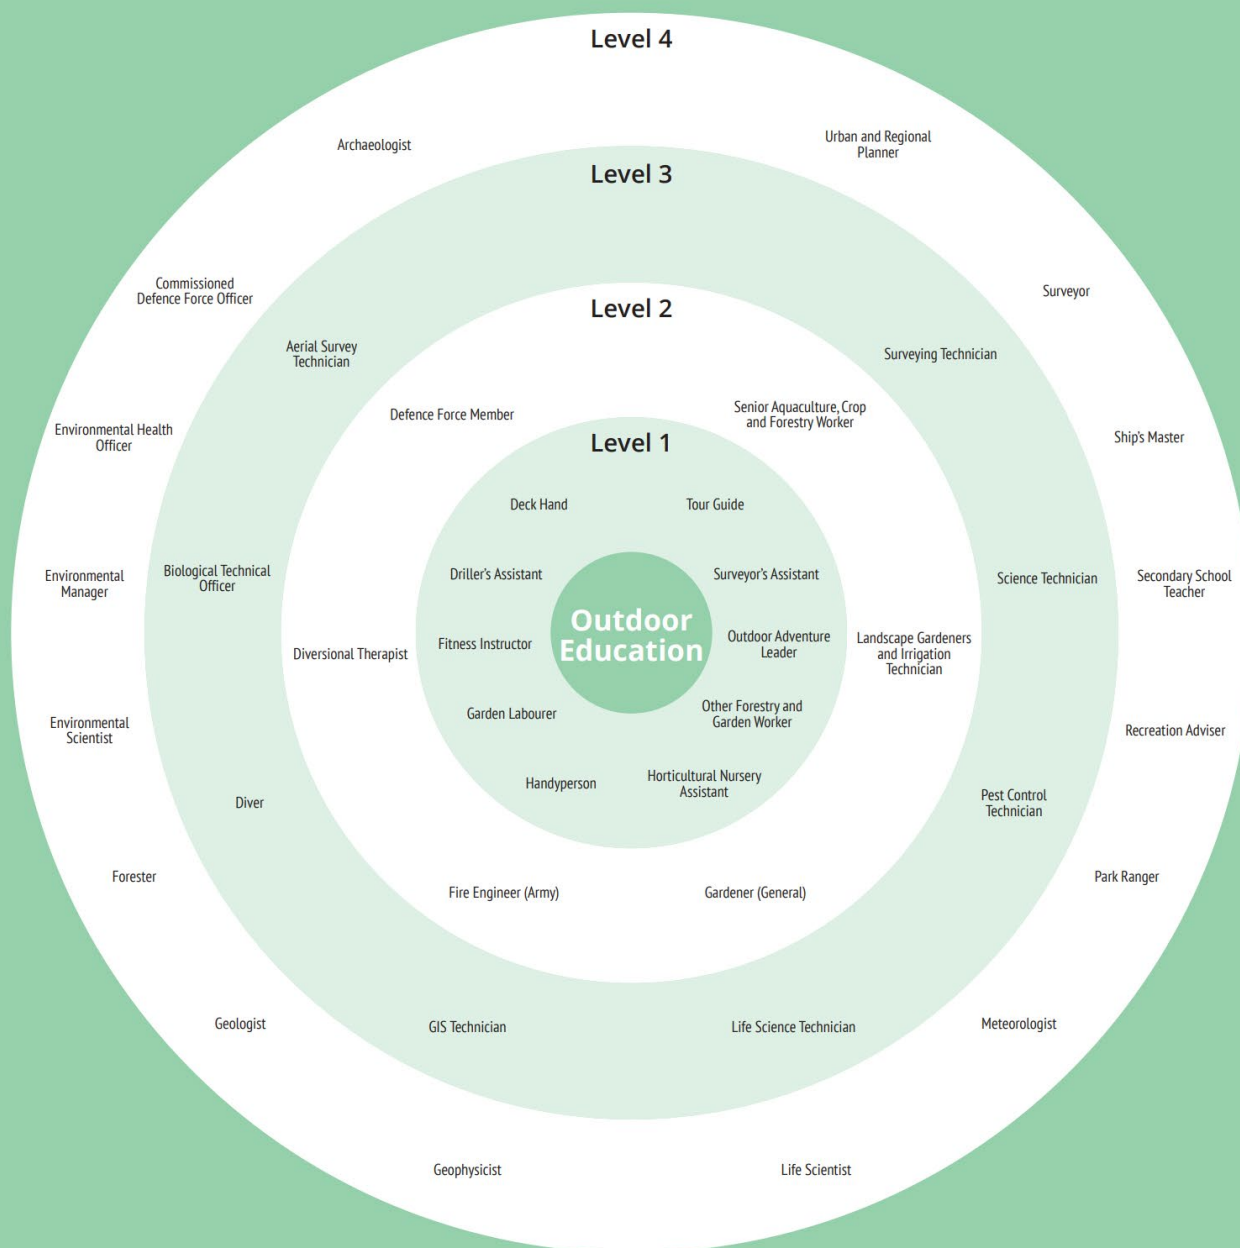 Level 4
Archaeologist
Urban and Regional
Planner
Commissioned
Defence Force Officer
Surveyor
Environmental Health
Officer
Ship's Master
Environmental
Manager
Secondary School
Teacher
Environmental
Scientist
Recreation Adviser
Forester
Park Ranger
Geologist
Meteorologist
Geophysicist
Life Scientist
Level 3
Aerial Survey
Technician
Surveying Technician
Biological Technical
Officer
Science Technician
Diver
Pest Control
Technician
GIS Technician
Life Science Technician
Level 2
Defence Force Member
Senior Aquaculture, Crop
and Forestry Worker
Diversional Therapist
Landscape Gardeners
and Irrigation
Technician
Fire Engineer (Army)
Gardener (General)
Level 1
Deck Hand
Tour Guide
Driller's Assistant
Surveyor's Assistant
Fitness Instructor
Outdoor Adventure
Leader
Garden Labourer
Other Forestry and
Garden Worker
Handyperson
Horticultural Nursery
Assistant
Outdoor
Education